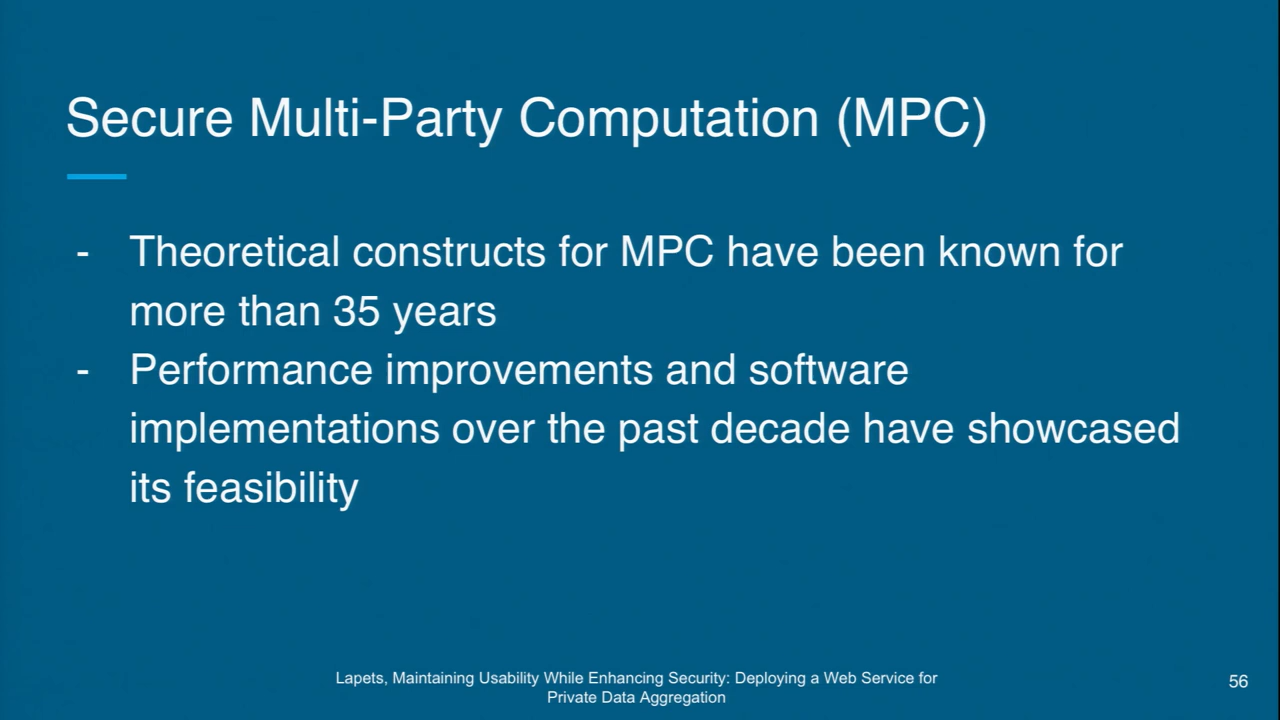 Secure Multi-Party Computation (MPC)
- Theoretical constructs for MPC have been known for
more than 35 years
- Performance improvements and software
implementations over the past decade have showcased
its feasibility
Lapets, Maintaining Usability While Enhancing Security: Deploying a Web Service for
Private Data Aggregation
56